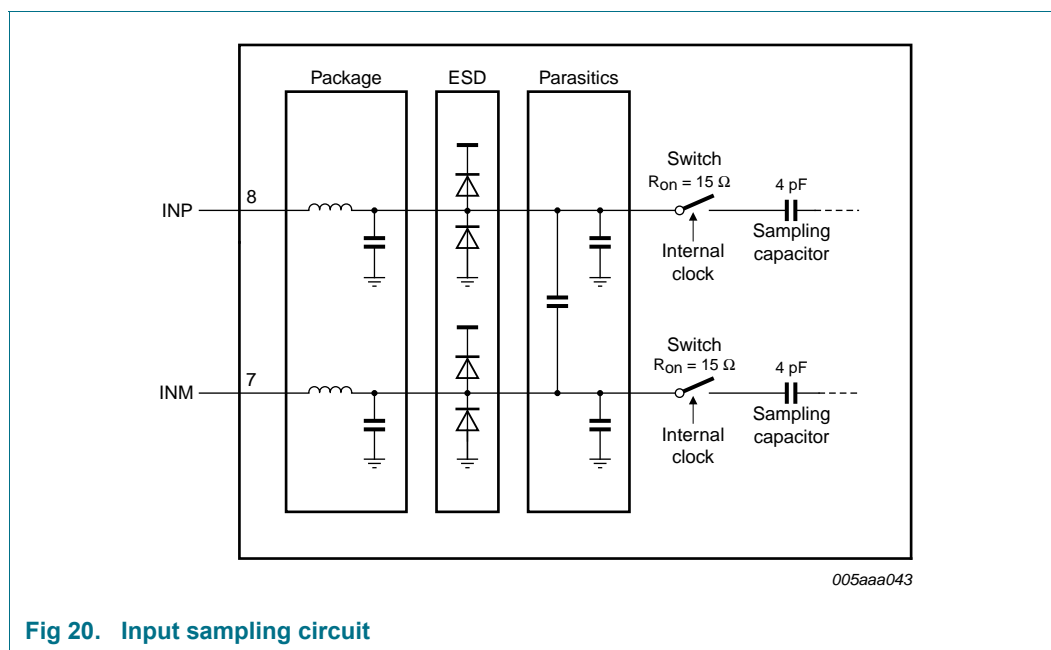 Package ESD Parasitics
Switch
Ron = 15 Ω
4 pF
INP 8
Internal
clock
Sampling
capacitor
Switch
Ron = 15 Ω
4 pF
INM 7
Internal
clock
Sampling
capacitor
005aaa043
Fig 20. Input sampling circuit